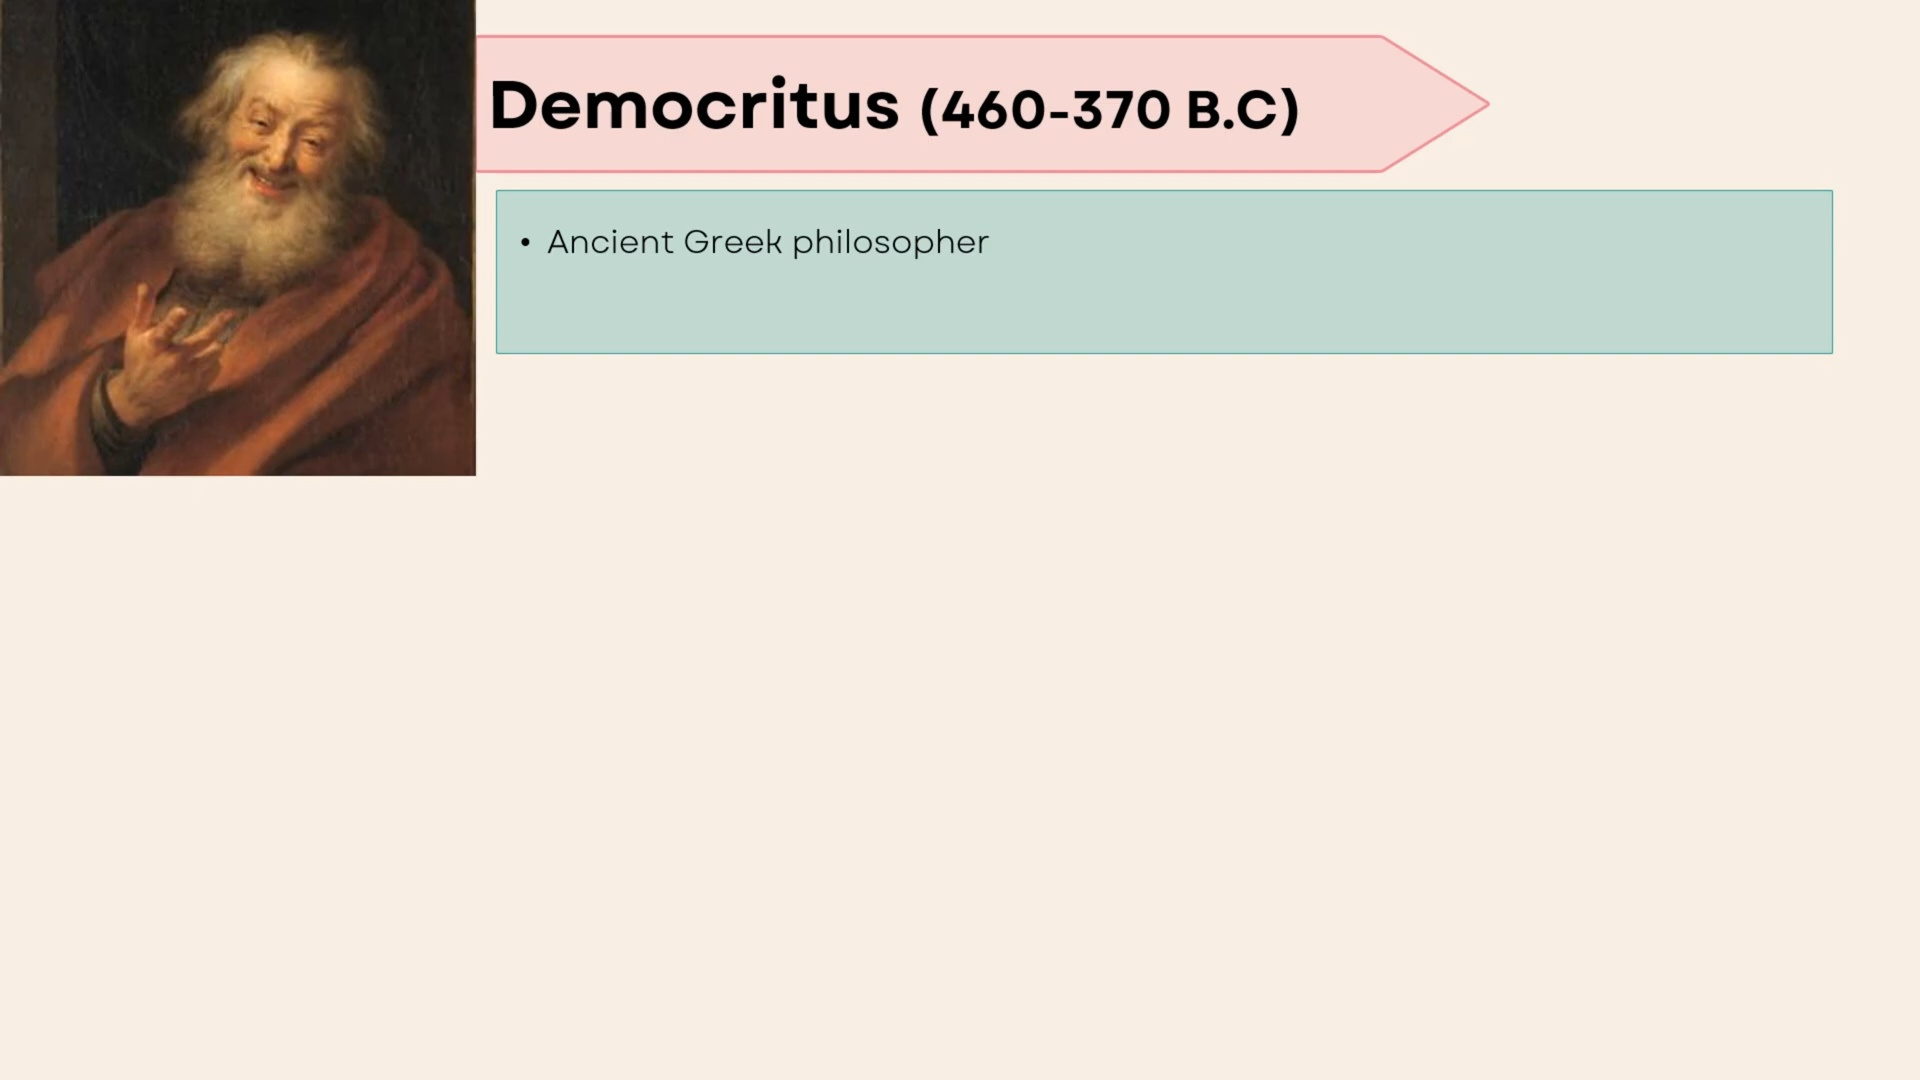 Democritus (460-370 B.C)
• Ancient Greek philosopher